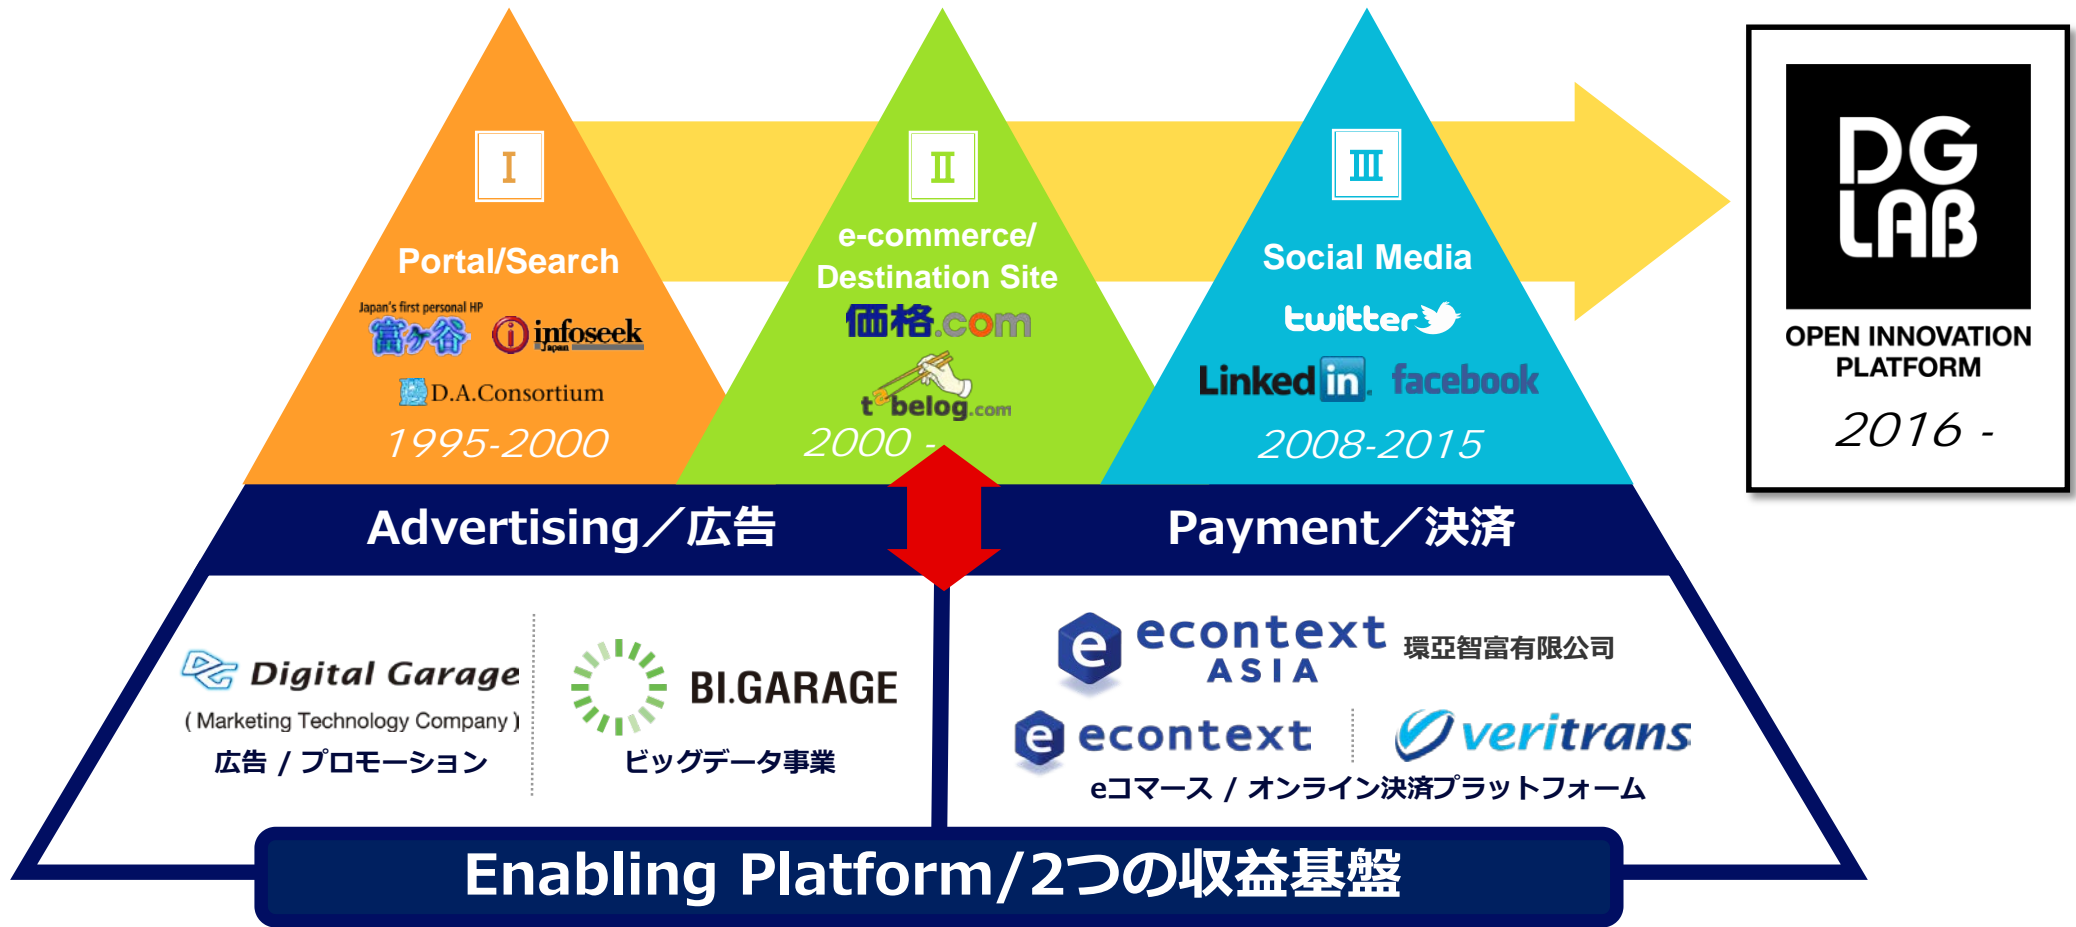 I
Portal/Search
Japan's first personal HP
富ヶ谷
i infoseek
Japan
D.A.Consortium
1995-2000
II
e-commerce/
Destination Site
価格.com
tabelog.com
2000 -
III
Social Media
twitter
Linked in. facebook
2008-2015
DG
LAB
OPEN INNOVATION
PLATFORM
2016 -
Advertising／広告
Payment／決済
DG Digital Garage
( Marketing Technology Company )
広告 / プロモーション
BI.GARAGE
ビッグデータ事業
e econtext
ASIA
環亞智富有限公司
e econtext
veritrans
eコマース / オンライン決済プラットフォーム
Enabling Platform/2つの収益基盤